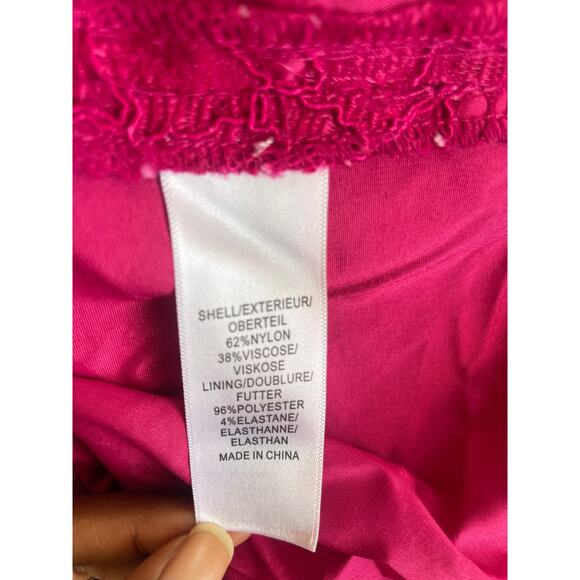 SHELL/EXTERIEUR/
OBERTEIL
62%NYLON
38%VISCOSE/
VISKOSE
LINING/DOUBLURE/
FUTTER
96%POLYESTER
4%ELASTANE/
ELASTHANNE/
ELASTHAN
MADE IN CHINA